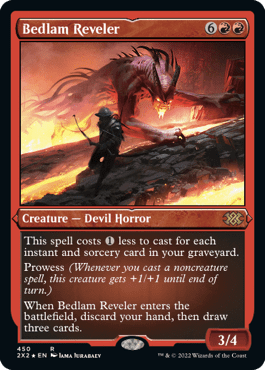 Bedlam Reveler 6
Creature — Devil Horror
This spell costs 1 less to cast for each
instant and sorcery card in your graveyard.
Prowess (Whenever you cast a noncreature
spell, this creature gets +1/+1 until end of
turn.)
When Bedlam Reveler enters the
battlefield, discard your hand, then draw
three cards.
3/4
450 R
2X2 ★ EN Iama Iurabaev
™ & © 2022 Wizards of the Coast